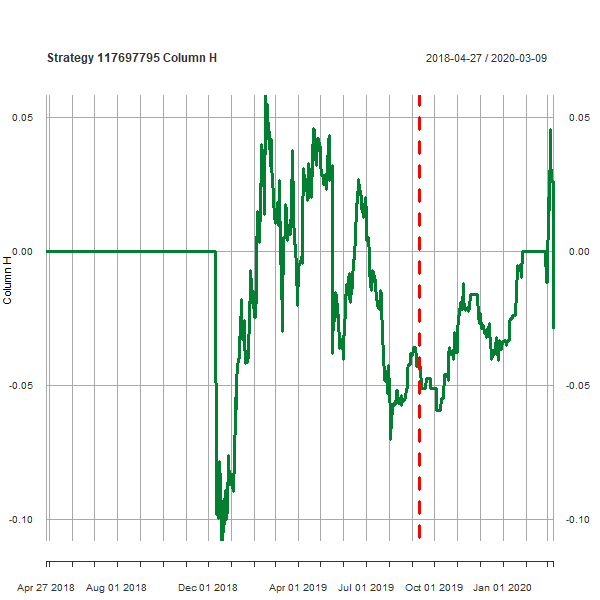 Strategy 117697795 Column H
2018-04-27 / 2020-03-09
0.05
0.05
0.00
0.00
Column H
-0.05
-0.05
-0.10
-0.10
Apr 27 2018
Aug 01 2018
Dec 01 2018
Apr 01 2019
Jul 01 2019
Oct 01 2019
Jan 01 2020